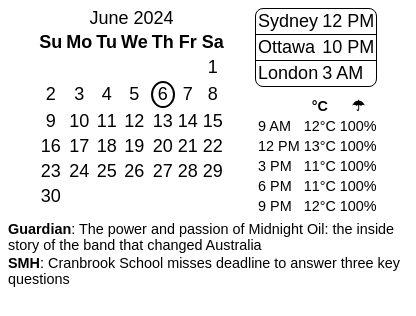 June 2024
Su Mo Tu We Th Fr Sa
1
2 3 4 5 6 7 8
9 10 11 12 13 14 15
16 17 18 19 20 21 22
23 24 25 26 27 28 29
30
Sydney 12 PM
Ottawa 10 PM
London 3 AM
°C ☂
9 AM 12°C 100%
12 PM 13°C 100%
3 PM 11°C 100%
6 PM 11°C 100%
9 PM 12°C 100%
Guardian: The power and passion of Midnight Oil: the inside
story of the band that changed Australia
SMH: Cranbrook School misses deadline to answer three key
questions